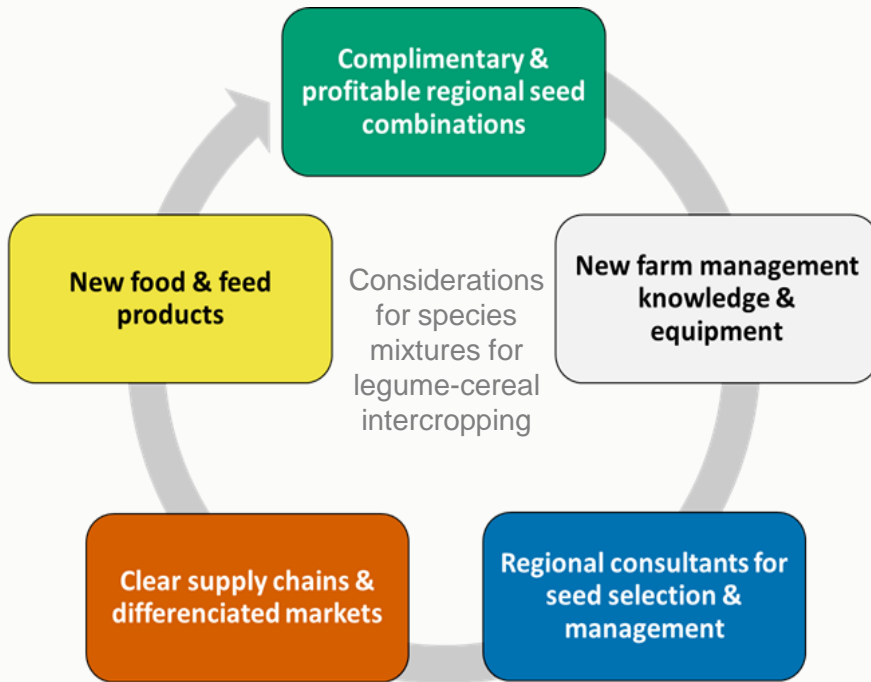 Complimentary &
profitable regional seed
combinations
New farm management
knowledge &
equipment
Regional consultants for
seed selection &
management
Clear supply chains &
differenciated markets
New food & feed
products
Considerations
for species
mixtures for
legume-cereal
intercropping